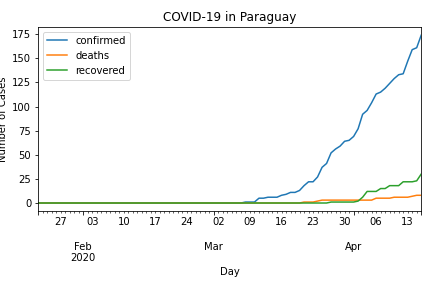 COVID-19 in Paraguay
confirmed
deaths
recovered
Number of Cases
175
150
125
100
75
50
25
0
27 03 10 17 24 02 09 16 23 30 06 13
Feb Mar Apr
2020
Day